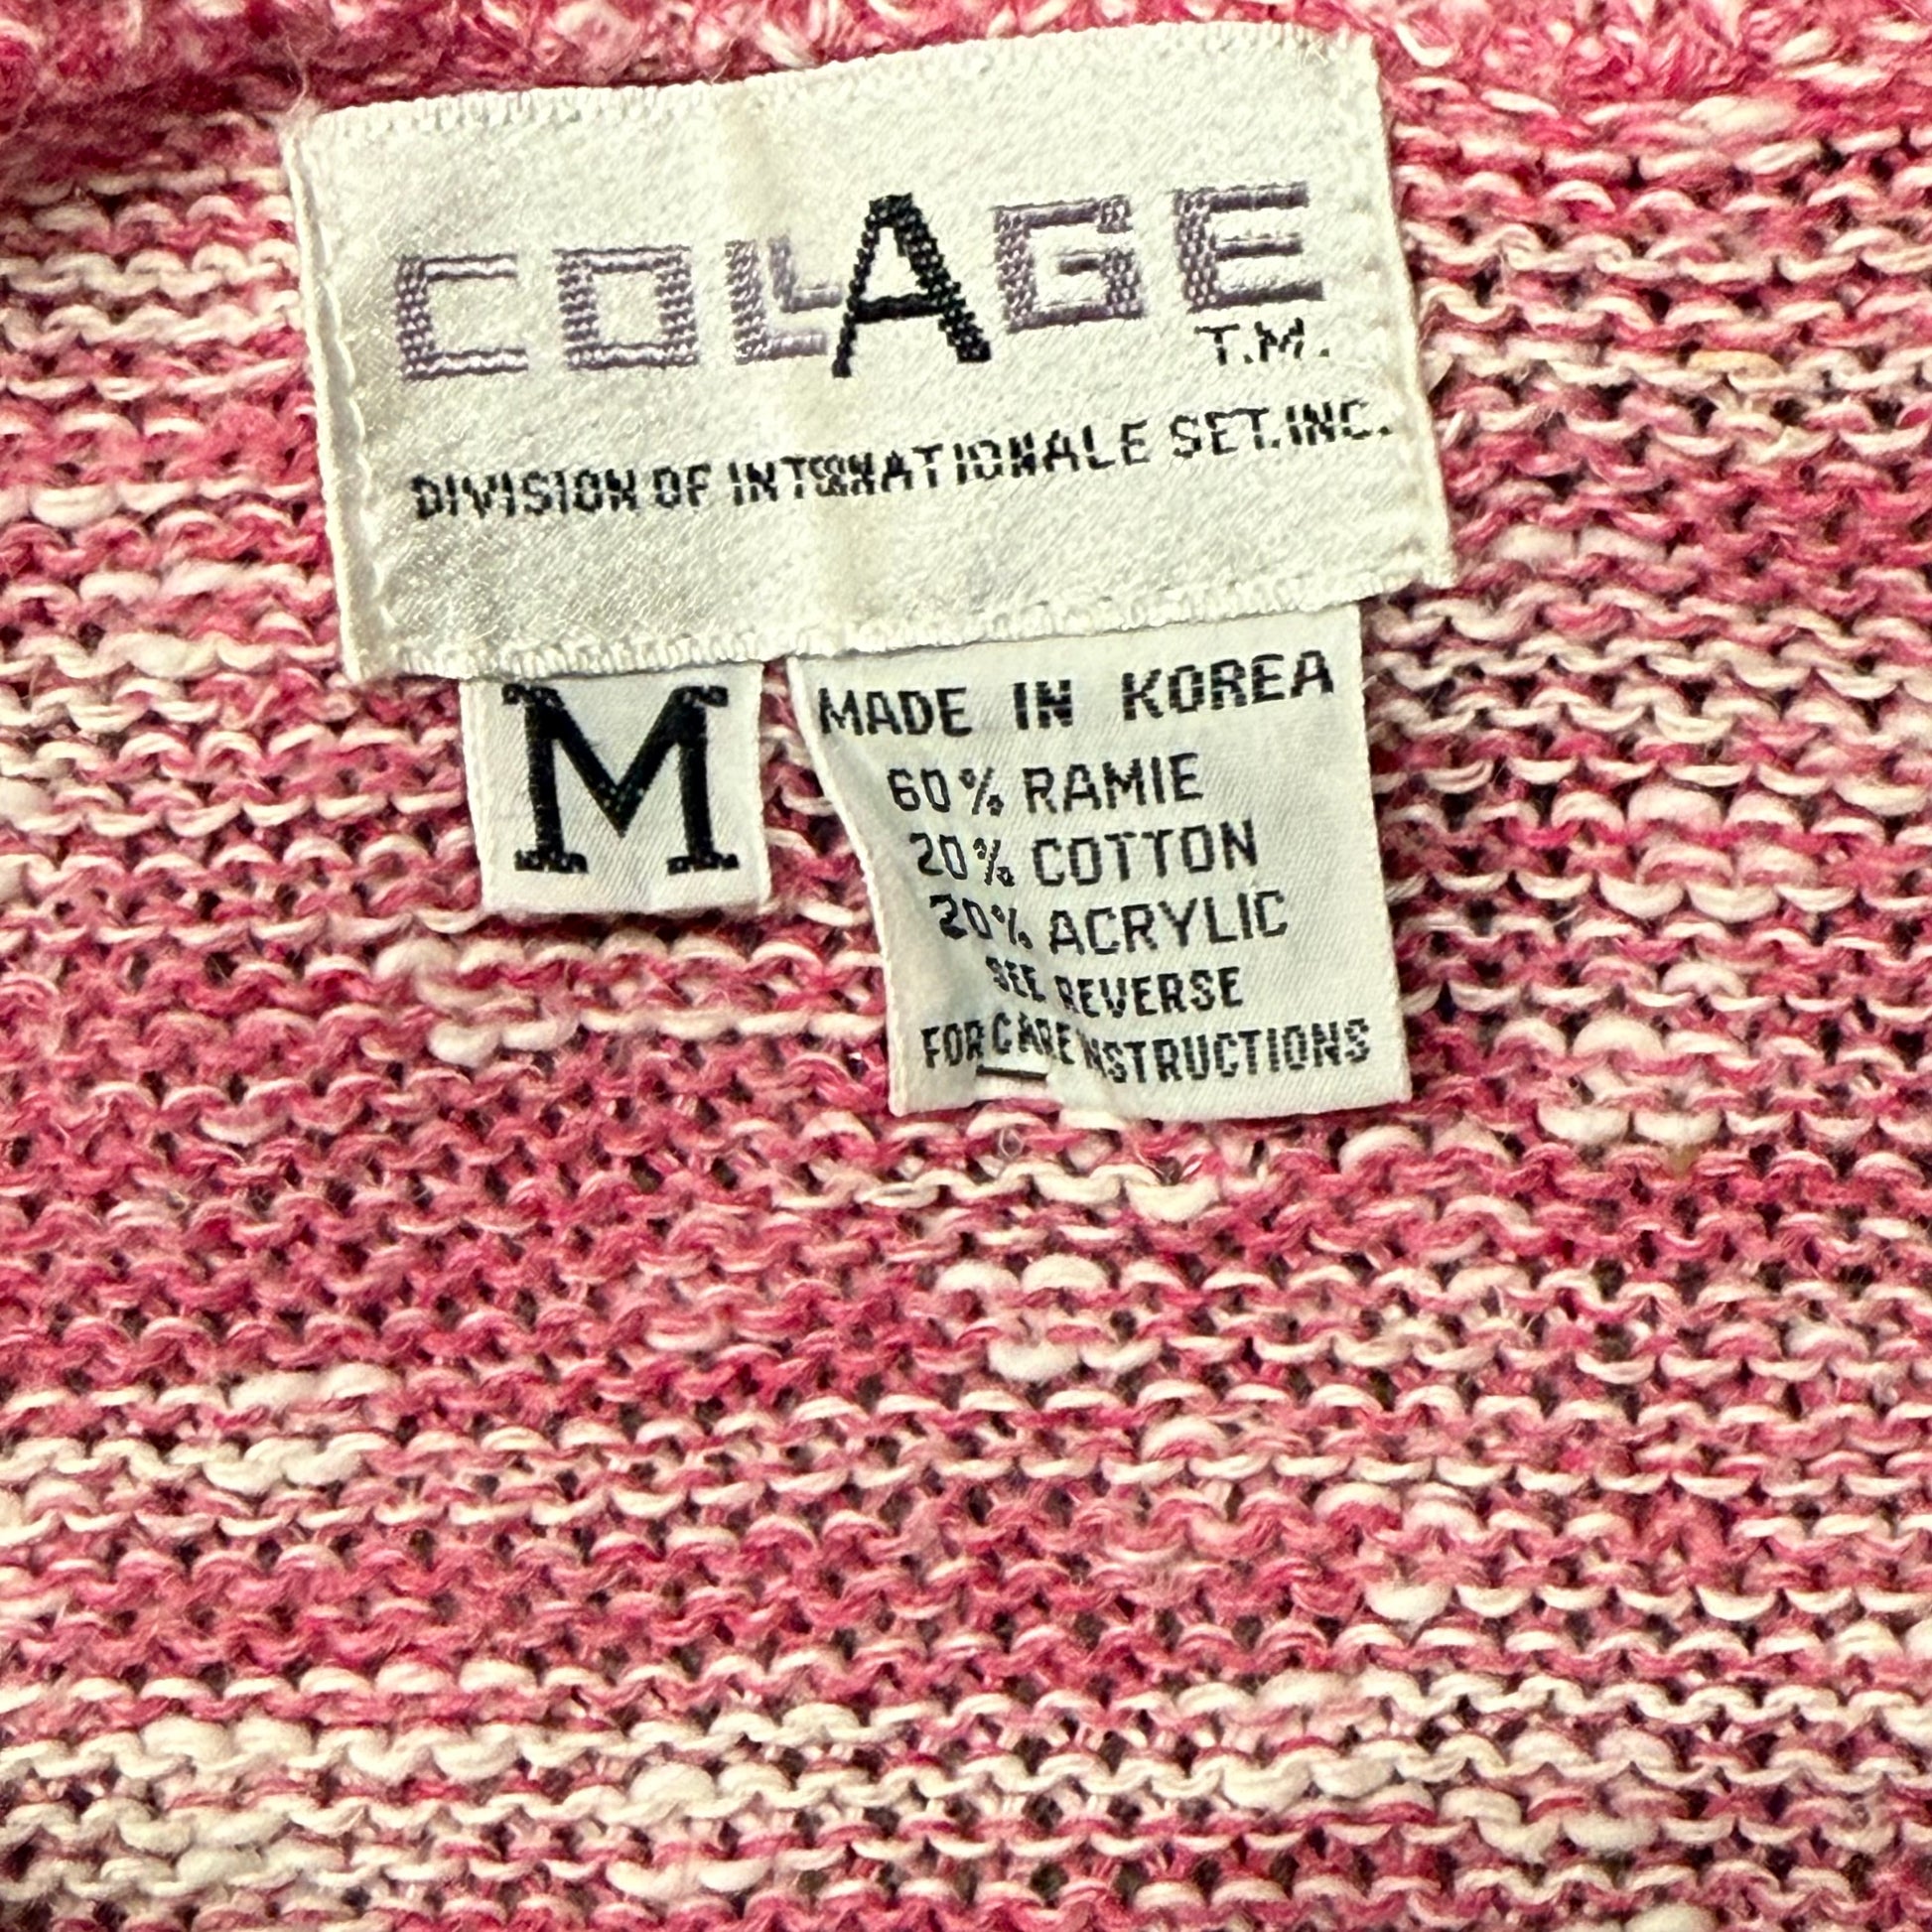 COLLAGE
T.M.
DIVISION OF INTERNATIONALE SET.INC.
M
MADE IN KOREA
60% RAMIE
20% COTTON
20% ACRYLIC
SEE REVERSE
FOR CARE INSTRUCTIONS